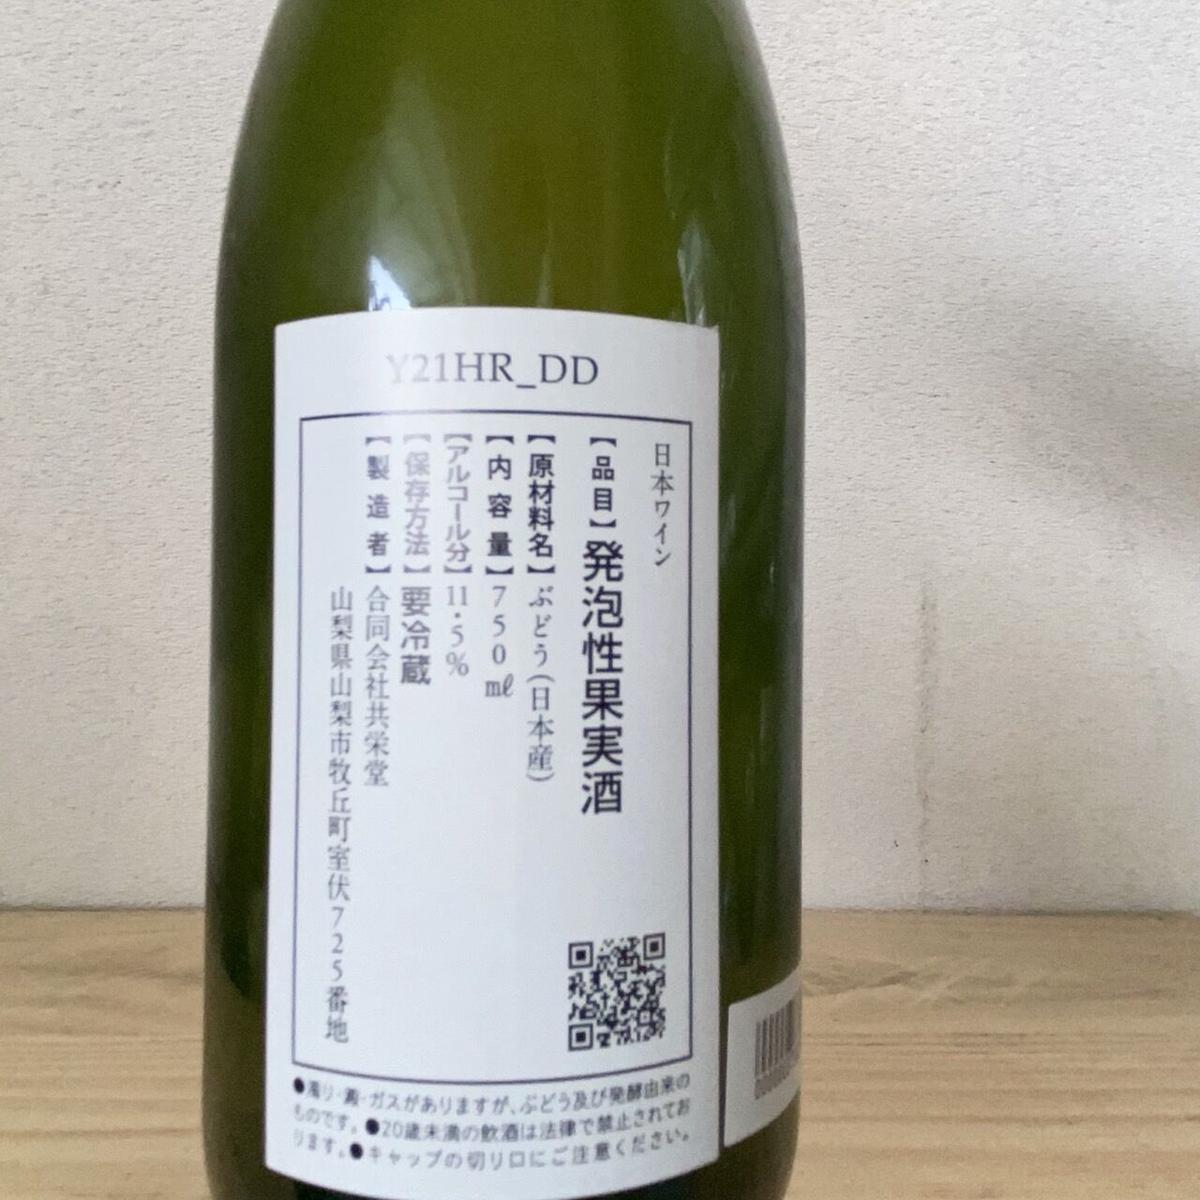 Y21HR_DD
日本ワイン
【品目】発泡性果実酒
【原材料名】ぶどう(日本産)
【内容量】750㎖
【アルコール分】11.5%
【保存方法】要冷蔵
【製造者】合同会社共栄堂
山梨県山梨市牧丘町室伏725番地
●濁り・澱・ガスがありますが、ぶどう及び発酵由来の
ものです。●20歳未満の飲酒は法律で禁止されてお
ります。●キャップの切り口にご注意ください。